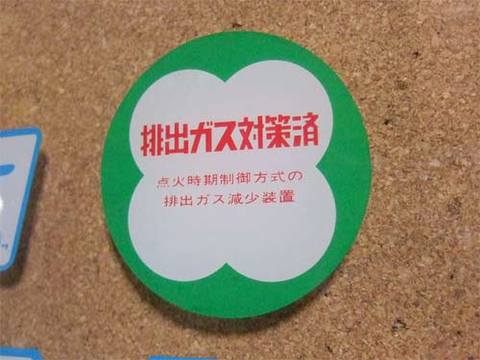 排出ガス対策済
点火時期制御方式の
排出ガス減少装置